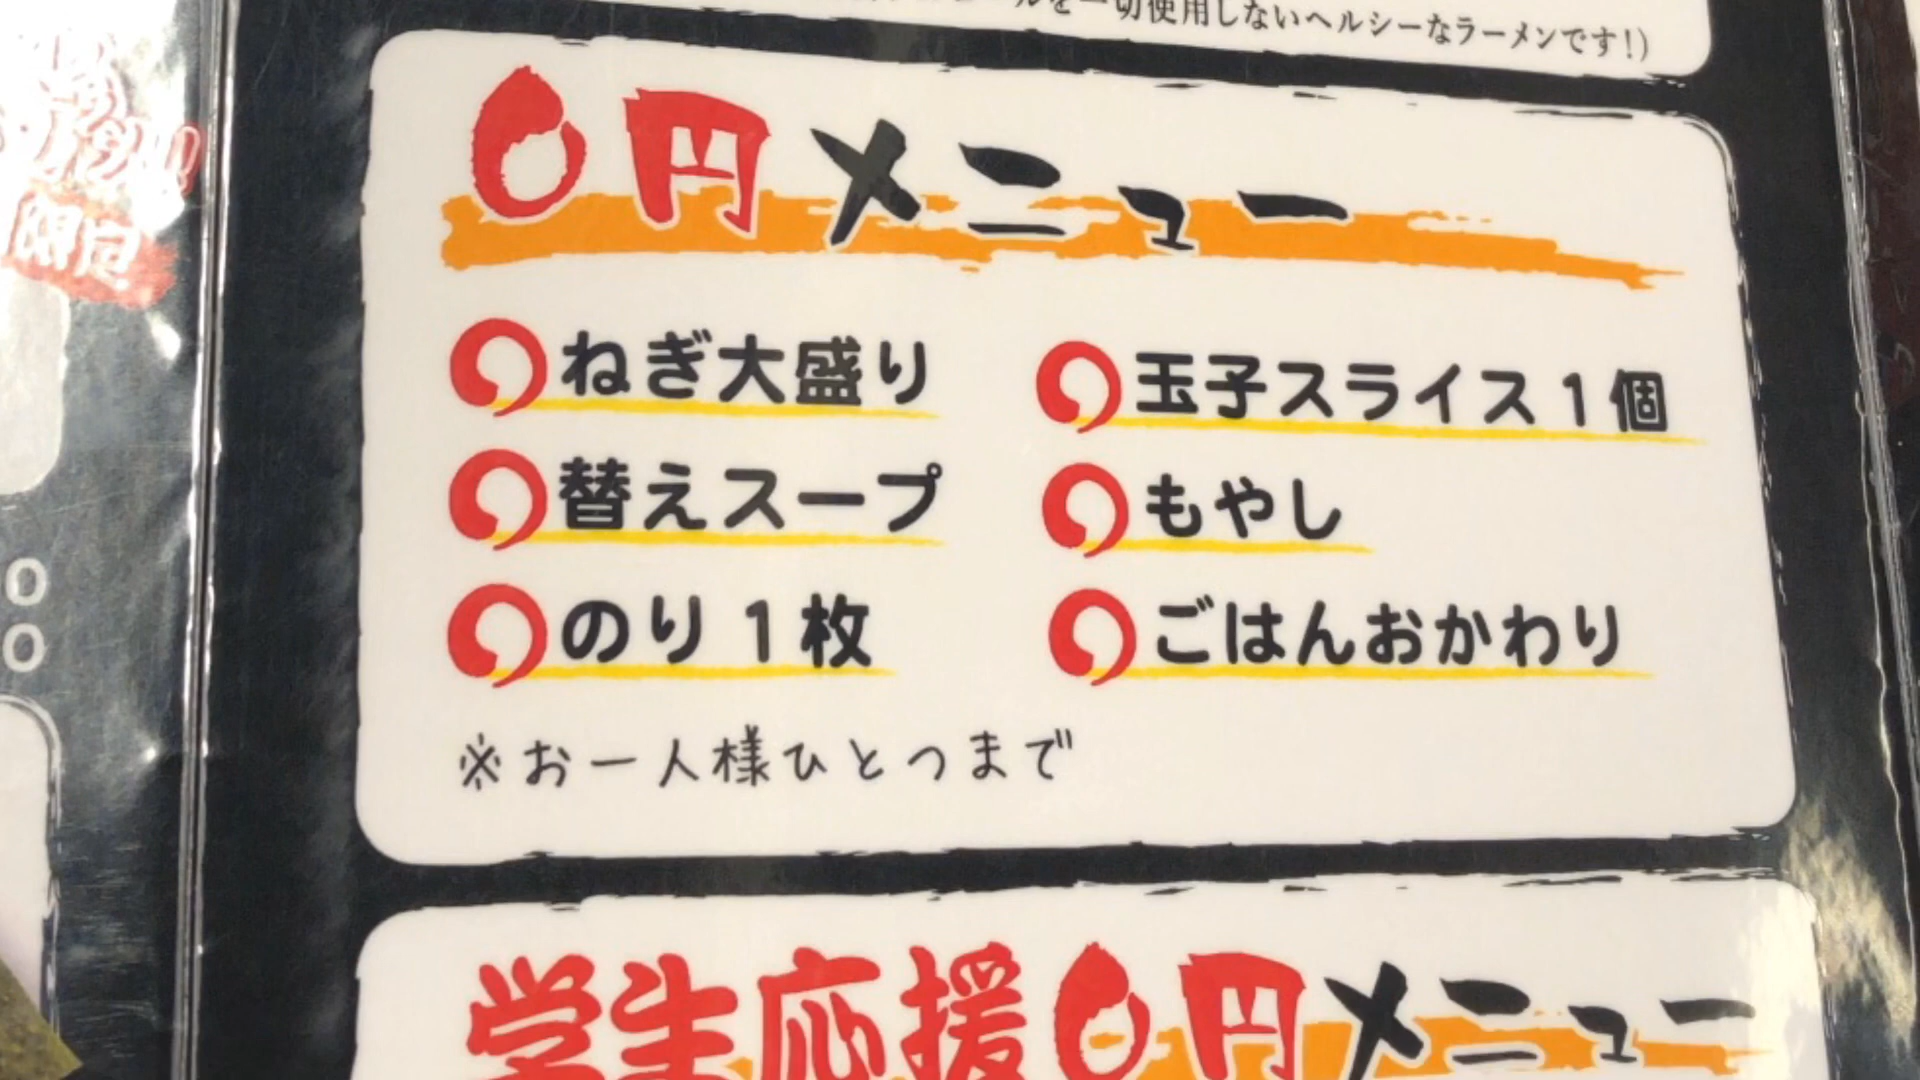 を一切使用しないヘルシーなラーメンです！)
限定
0円メニュー
ねぎ大盛り
玉子スライス1個
替えスープ
もやし
のり1枚
ごはんおかわり
※お一人様ひとつまで
学生応援0円メニュー